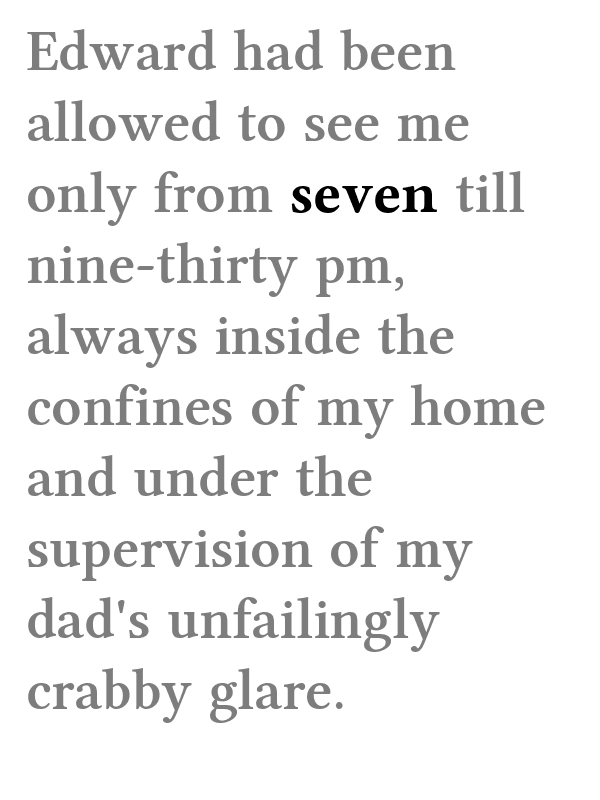 Edward had been
allowed to see me
only from seven till
nine-thirty pm,
always inside the
confines of my home
and under the
supervision of my
dad's unfailingly
crabby glare.